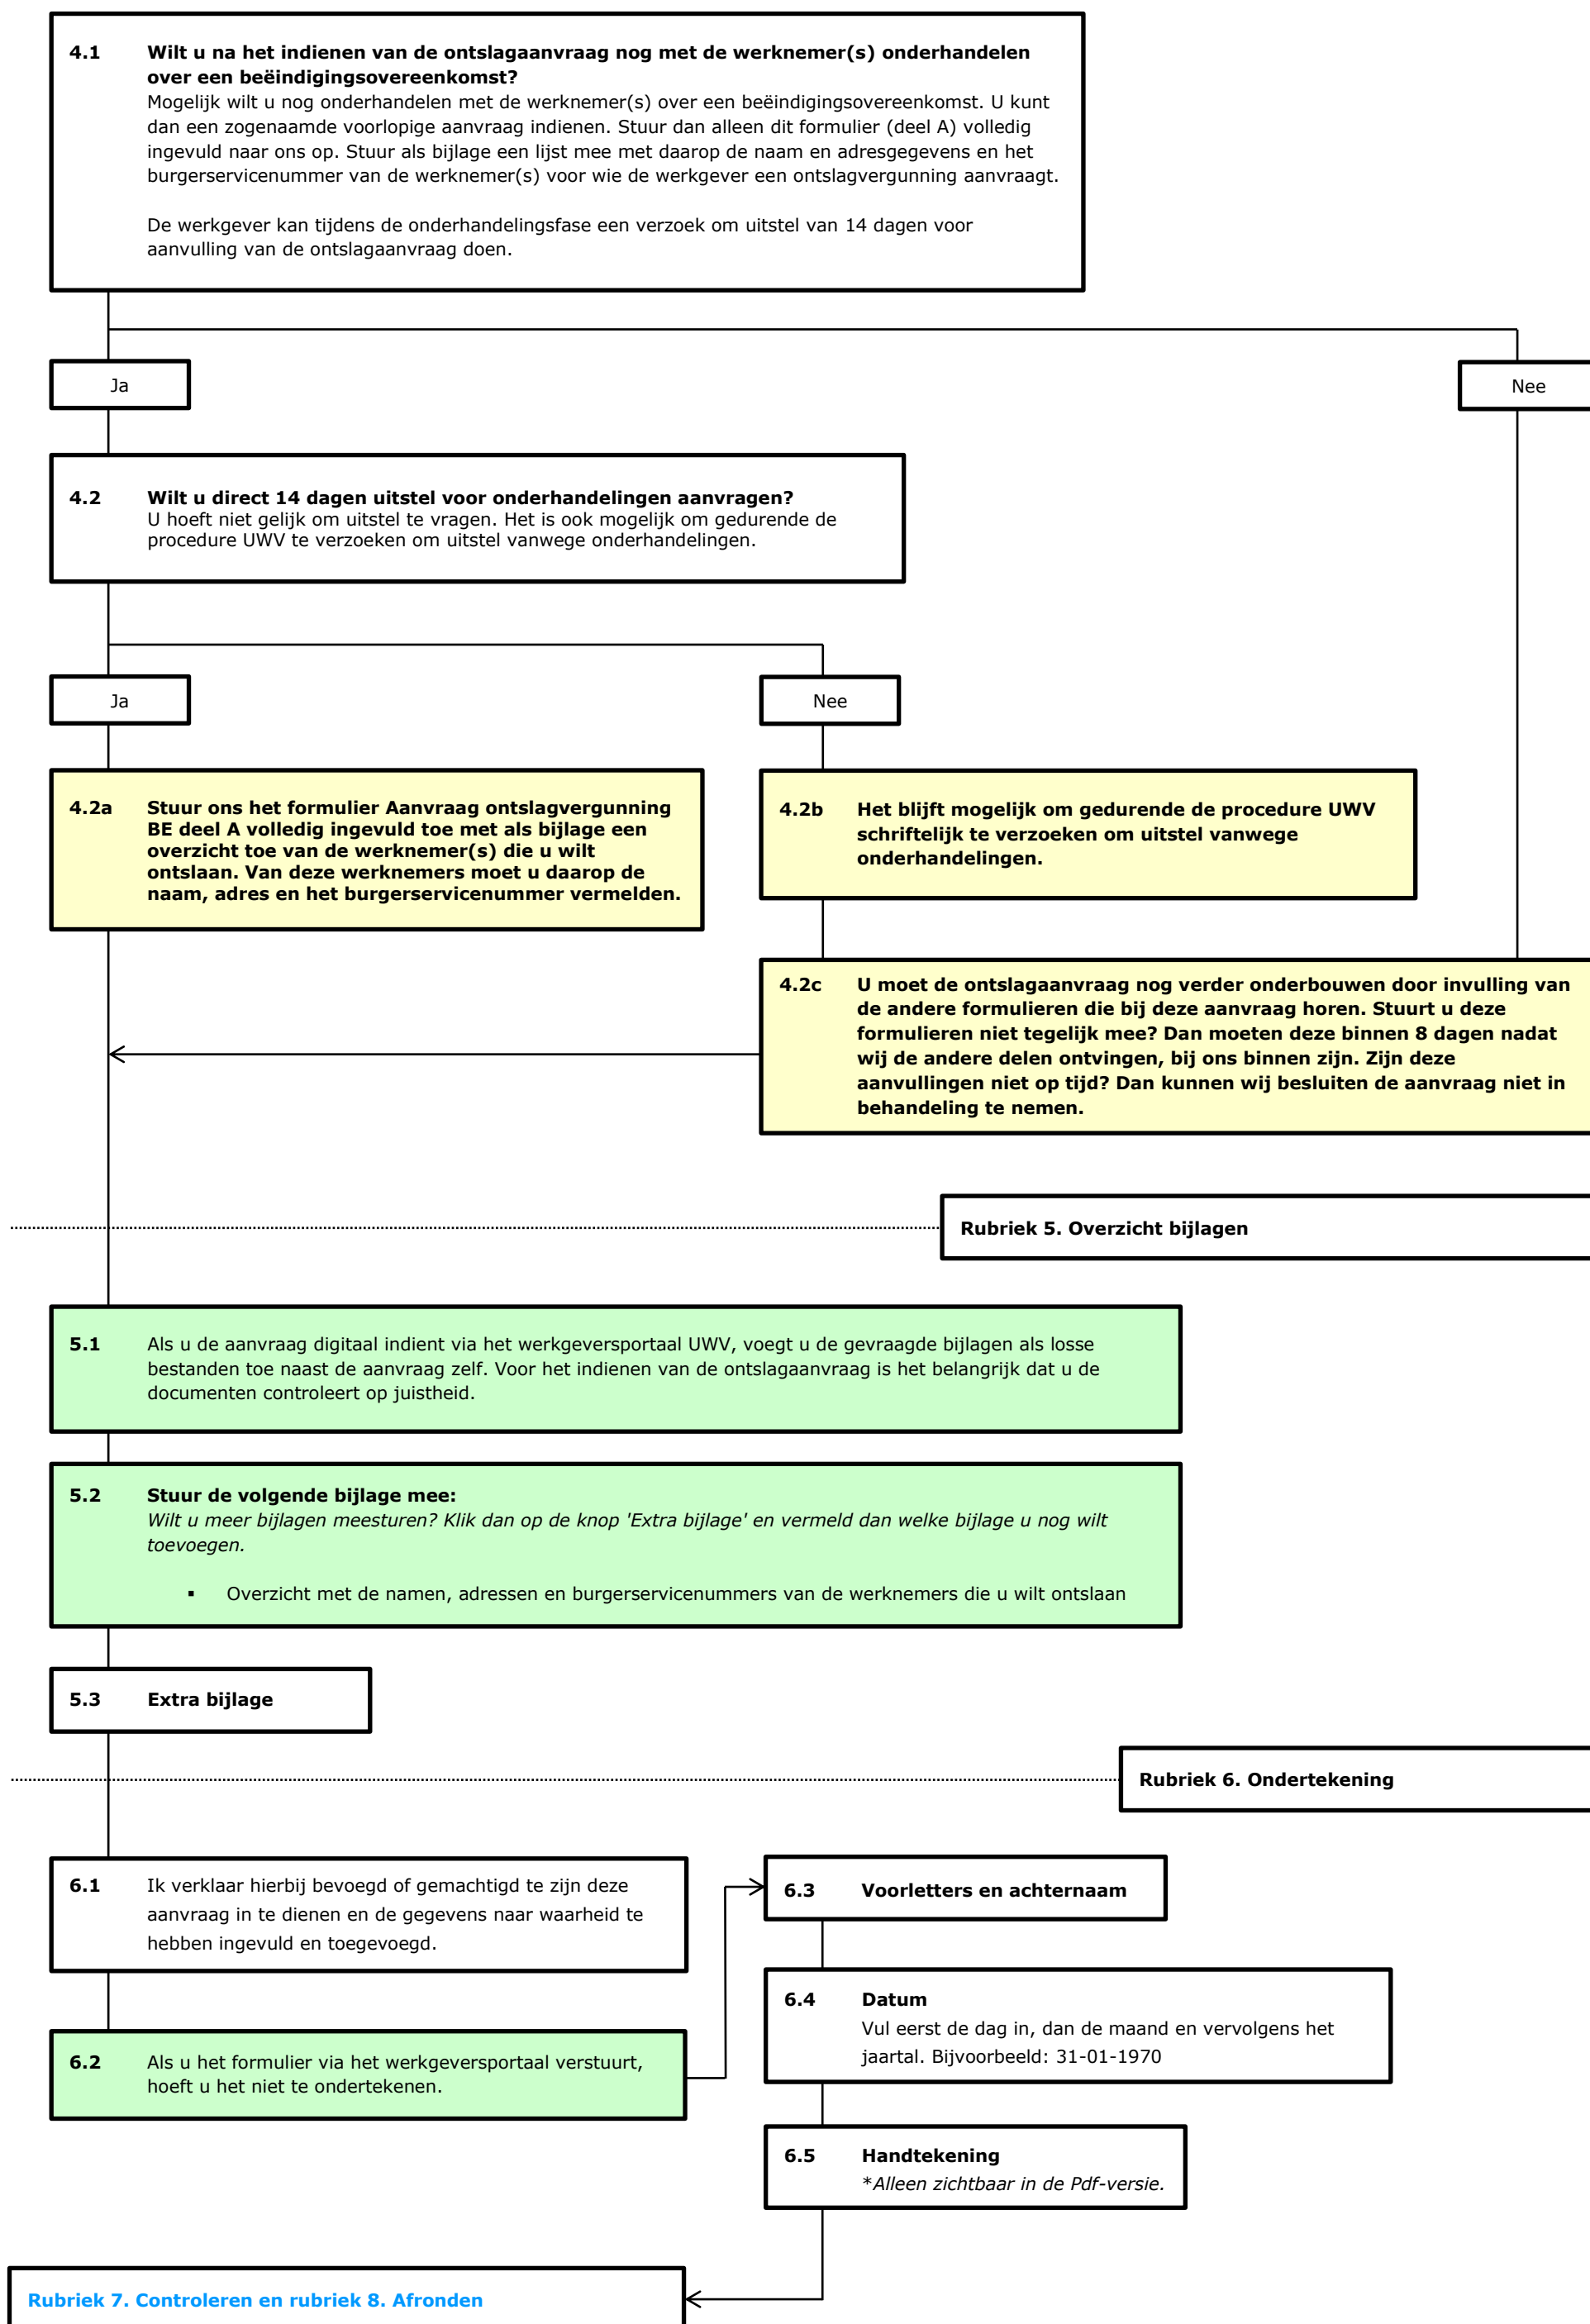 4.1 Wilt u na het indienen van de ontslagaanvraag nog met de werknemer(s) onderhandelen
over een beëindigingsovereenkomst?
Mogelijk wilt u nog onderhandelen met de werknemer(s) over een beëindigingsovereenkomst. U kunt
dan een zogenaamde voorlopige aanvraag indienen. Stuur dan alleen dit formulier (deel A) volledig
ingevuld naar ons op. Stuur als bijlage een lijst mee met daarop de naam en adresgegevens en het
burgerservicenummer van de werknemer(s) voor wie de werkgever een ontslagvergunning aanvraagt.
De werkgever kan tijdens de onderhandelingsfase een verzoek om uitstel van 14 dagen voor
aanvulling van de ontslagaanvraag doen.
Ja
Nee
4.2 Wilt u direct 14 dagen uitstel voor onderhandelingen aanvragen?
U hoeft niet gelijk om uitstel te vragen. Het is ook mogelijk om gedurende de
procedure UWV te verzoeken om uitstel vanwege onderhandelingen.
Ja
Nee
4.2a Stuur ons het formulier Aanvraag ontslagvergunning
BE deel A volledig ingevuld toe met als bijlage een
overzicht toe van de werknemer(s) die u wilt
ontslaan. Van deze werknemers moet u daarop de
naam, adres en het burgerservicenummer vermelden.
4.2b Het blijft mogelijk om gedurende de procedure UWV
schriftelijk te verzoeken om uitstel vanwege
onderhandelingen.
4.2c U moet de ontslagaanvraag nog verder onderbouwen door invulling van
de andere formulieren die bij deze aanvraag horen. Stuurt u deze
formulieren niet tegelijk mee? Dan moeten deze binnen 8 dagen nadat
wij de andere delen ontvingen, bij ons binnen zijn. Zijn deze
aanvullingen niet op tijd? Dan kunnen wij besluiten de aanvraag niet in
behandeling te nemen.
Rubriek 5. Overzicht bijlagen
5.1 Als u de aanvraag digitaal indient via het werkgeversportaal UWV, voegt u de gevraagde bijlagen als losse
bestanden toe naast de aanvraag zelf. Voor het indienen van de ontslagaanvraag is het belangrijk dat u de
documenten controleert op juistheid.
5.2 Stuur de volgende bijlage mee:
Wilt u meer bijlagen meesturen? Klik dan op de knop 'Extra bijlage' en vermeld dan welke bijlage u nog wilt
toevoegen.
▪ Overzicht met de namen, adressen en burgerservicenummers van de werknemers die u wilt ontslaan
5.3 Extra bijlage
Rubriek 6. Ondertekening
6.1 Ik verklaar hierbij bevoegd of gemachtigd te zijn deze
aanvraag in te dienen en de gegevens naar waarheid te
hebben ingevuld en toegevoegd.
6.2 Als u het formulier via het werkgeversportaal verstuurt,
hoeft u het niet te ondertekenen.
6.3 Voorletters en achternaam
6.4 Datum
Vul eerst de dag in, dan de maand en vervolgens het
jaartal. Bijvoorbeeld: 31-01-1970
6.5 Handtekening
*Alleen zichtbaar in de Pdf-versie.
Rubriek 7. Controleren en rubriek 8. Afronden